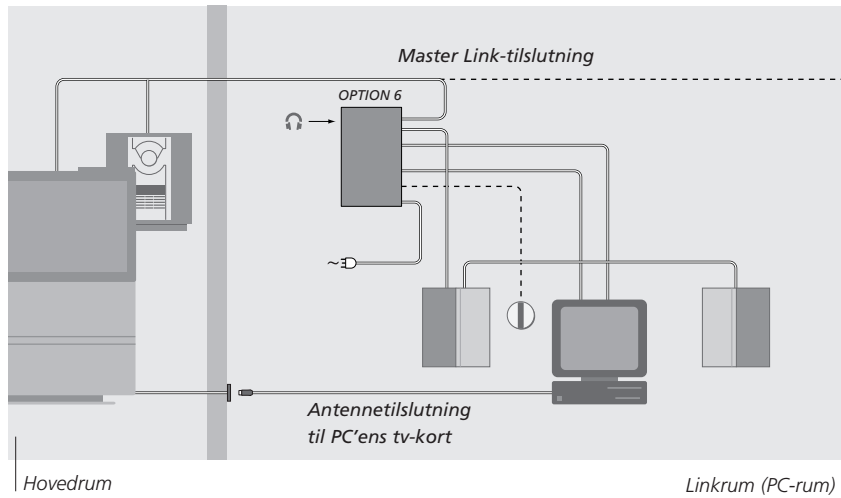 Master Link-tilslutning
OPTION 6
Antennetilslutning
til PC'ens tv-kort
Hovedrum
Linkrum (PC-rum)